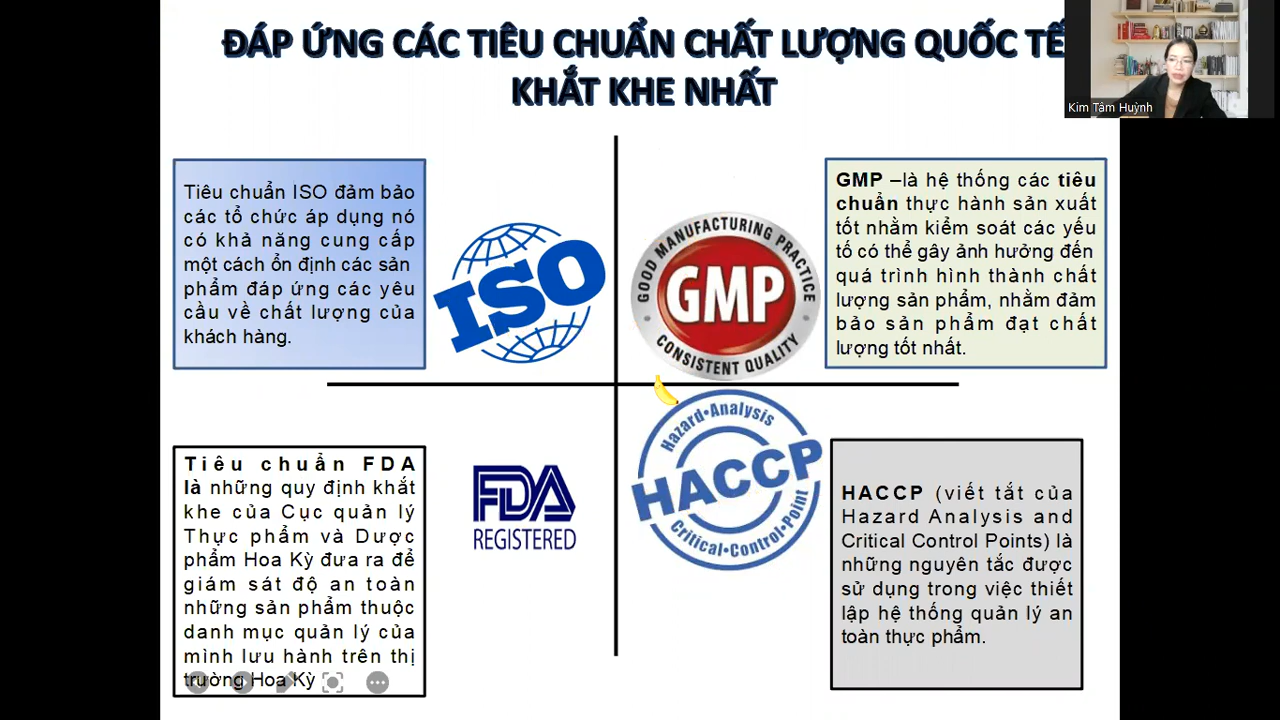 ĐÁP ỨNG CÁC TIÊU CHUẨN CHẤT LƯỢNG QUỐC TẾ
KHẮT KHE NHẤT
Kim Tâm Huỳnh
Tiêu chuẩn ISO đảm bảo
các tổ chức áp dụng nó
có khả năng cung cấp
một cách ổn định các sản
phẩm đáp ứng các yêu
cầu về chất lượng của
khách hàng.
ISO
GOOD MANUFACTURING PRACTICE
GMP
CONSISTENT QUALITY
GMP –là hệ thống các tiêu
chuẩn thực hành sản xuất
tốt nhằm kiểm soát các yếu
tố có thể gây ảnh hưởng đến
quá trình hình thành chất
lượng sản phẩm, nhằm đảm
bảo sản phẩm đạt chất
lượng tốt nhất.
Tiêu chuẩn FDA
là những quy định khắt
khe của Cục quản lý
Thực phẩm và Dược
phẩm Hoa Kỳ đưa ra để
giám sát độ an toàn
những sản phẩm thuộc
danh mục quản lý của
mình lưu hành trên thị
trường Hoa Kỳ
FDA
REGISTERED
Hazard•Analysis
HACCP
Critical•Control•Point
HACCP (viết tắt của
Hazard Analysis and
Critical Control Points) là
những nguyên tắc được
sử dụng trong việc thiết
lập hệ thống quản lý an
toàn thực phẩm.